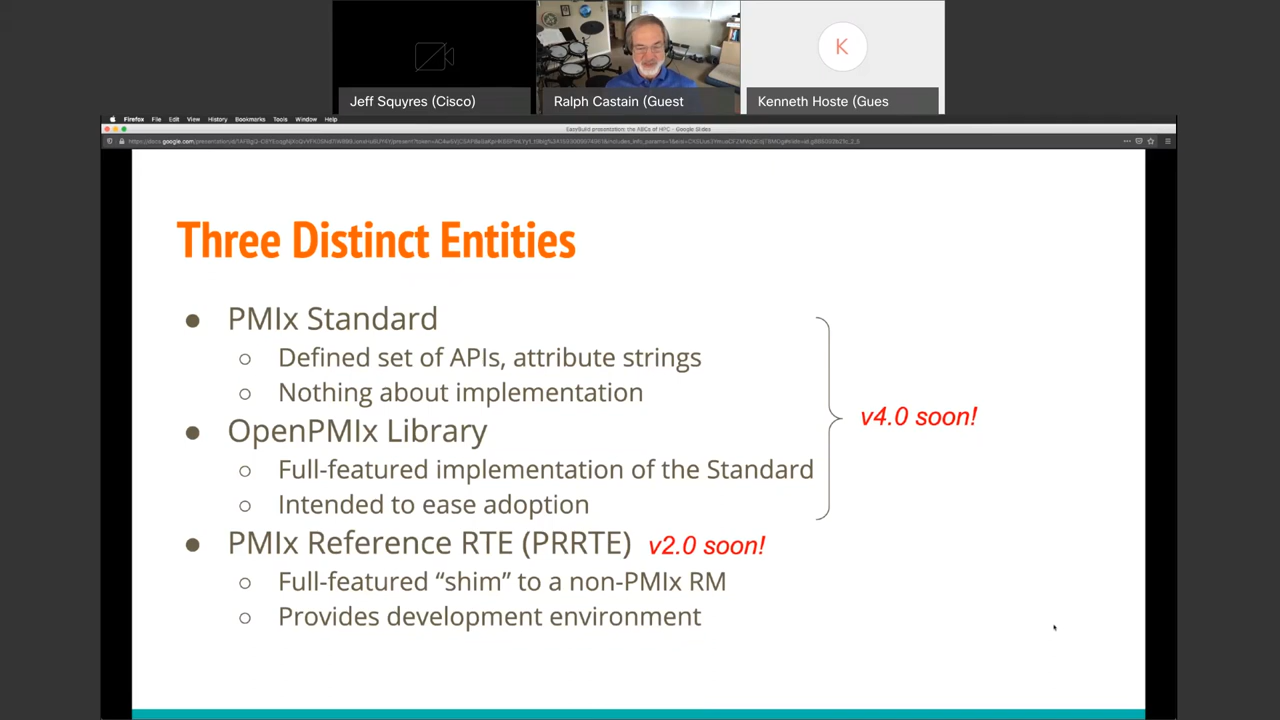 Jeff Squyres (Cisco)
Ralph Castain (Guest
K
Kenneth Hoste (Gues
Firefox File Edit View History Bookmarks Tools Window Help
EasyBuild presentation: the ABCs of HPC - Google Slides
Three Distinct Entities
● PMIx Standard
○ Defined set of APIs, attribute strings
○ Nothing about implementation
● OpenPMIx Library
v4.0 soon!
○ Full-featured implementation of the Standard
○ Intended to ease adoption
● PMIx Reference RTE (PRRTE) v2.0 soon!
○ Full-featured “shim” to a non-PMIx RM
○ Provides development environment